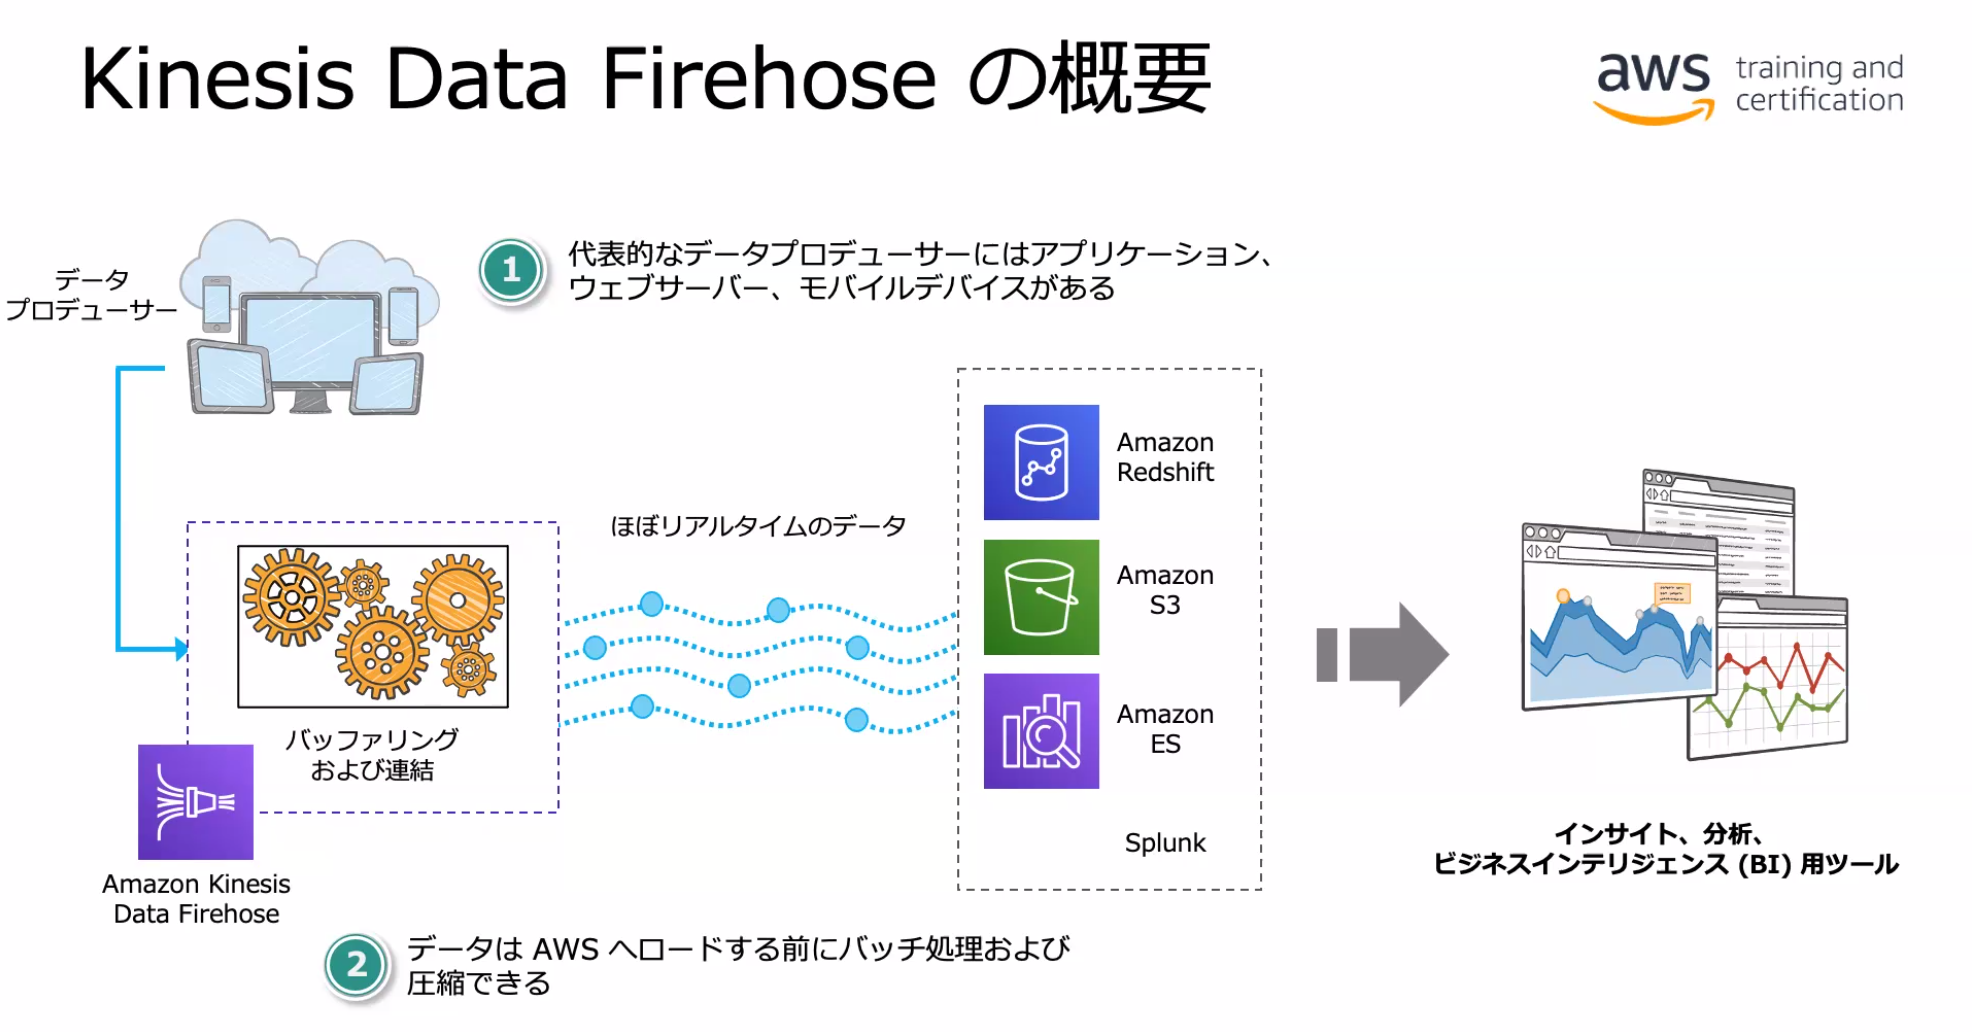 Kinesis Data Firehose の概要
aws
training and
certification
データ
プロデューサー
1
代表的なデータプロデューサーにはアプリケーション、
ウェブサーバー、モバイルデバイスがある
ほぼリアルタイムのデータ
バッファリング
および連結
Amazon Kinesis
Data Firehose
Amazon
Redshift
Amazon
S3
Amazon
ES
Splunk
インサイト、分析、
ビジネスインテリジェンス (BI) 用ツール
2
データは AWS へロードする前にバッチ処理および
圧縮できる